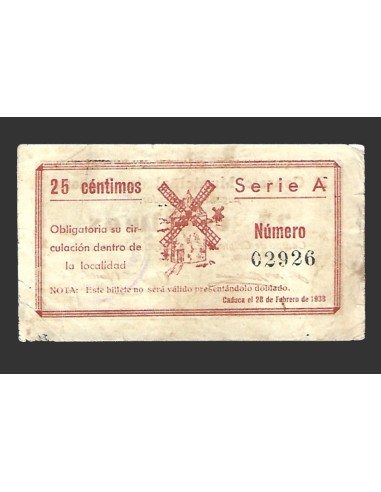 25 céntimos
Serie A
Obligatoria su cir-
culación dentro de
la localidad
Número
02926
NOTA: Este billete no será válido presentándolo doblado.
Caduca el 28 de Febrero de 1938